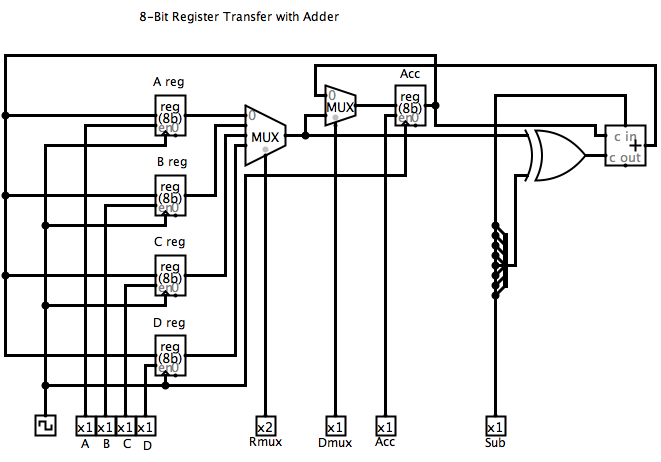 8-Bit Register Transfer with Adder
A reg
reg
(8b)
en0
B reg
reg
(8b)
en0
C reg
reg
(8b)
en0
D reg
reg
(8b)
en0
0
MUX
0
MUX
Acc
reg
(8b)
en0
c in
+
c out
x1
x1
x1
x1
x2
x1
x1
x1
A
B
C
D
Rmux
Dmux
Acc
Sub